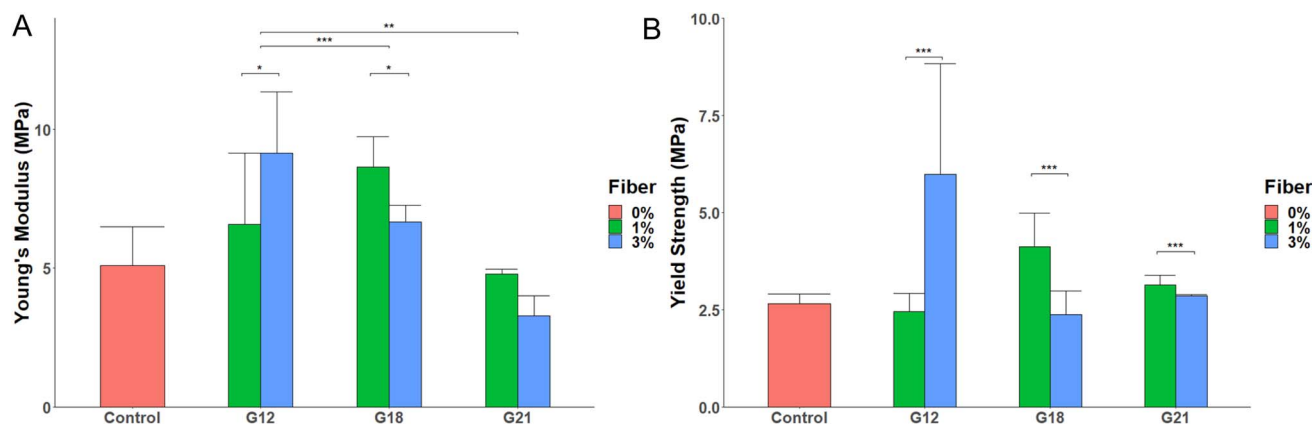 A
Young's Modulus (MPa)
10
5
0
**
***
*
*
Control
G12
G18
G21
Fiber
0%
1%
3%
B
Yield Strength (MPa)
10.0
7.5
5.0
2.5
0.0
***
***
***
Control
G12
G18
G21
Fiber
0%
1%
3%